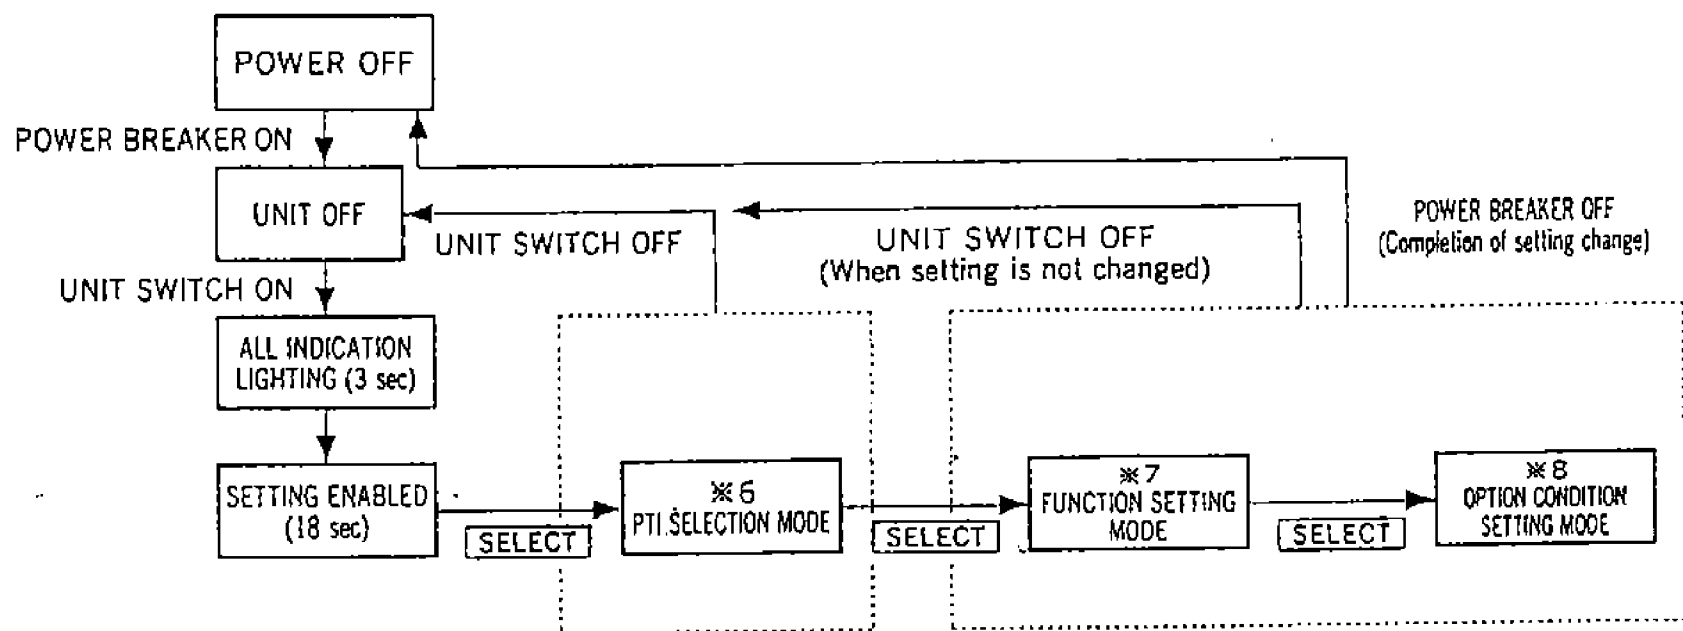 POWER OFF
POWER BREAKER ON
UNIT OFF
UNIT SWITCH OFF
UNIT SWITCH OFF
(When setting is not changed)
POWER BREAKER OFF
(Completion of setting change)
UNIT SWITCH ON
ALL INDICATION
LIGHTING (3 sec)
SETTING ENABLED
(18 sec)
SELECT
※6
PTI SELECTION MODE
SELECT
※7
FUNCTION SETTING
MODE
SELECT
※8
OPTION CONDITION
SETTING MODE